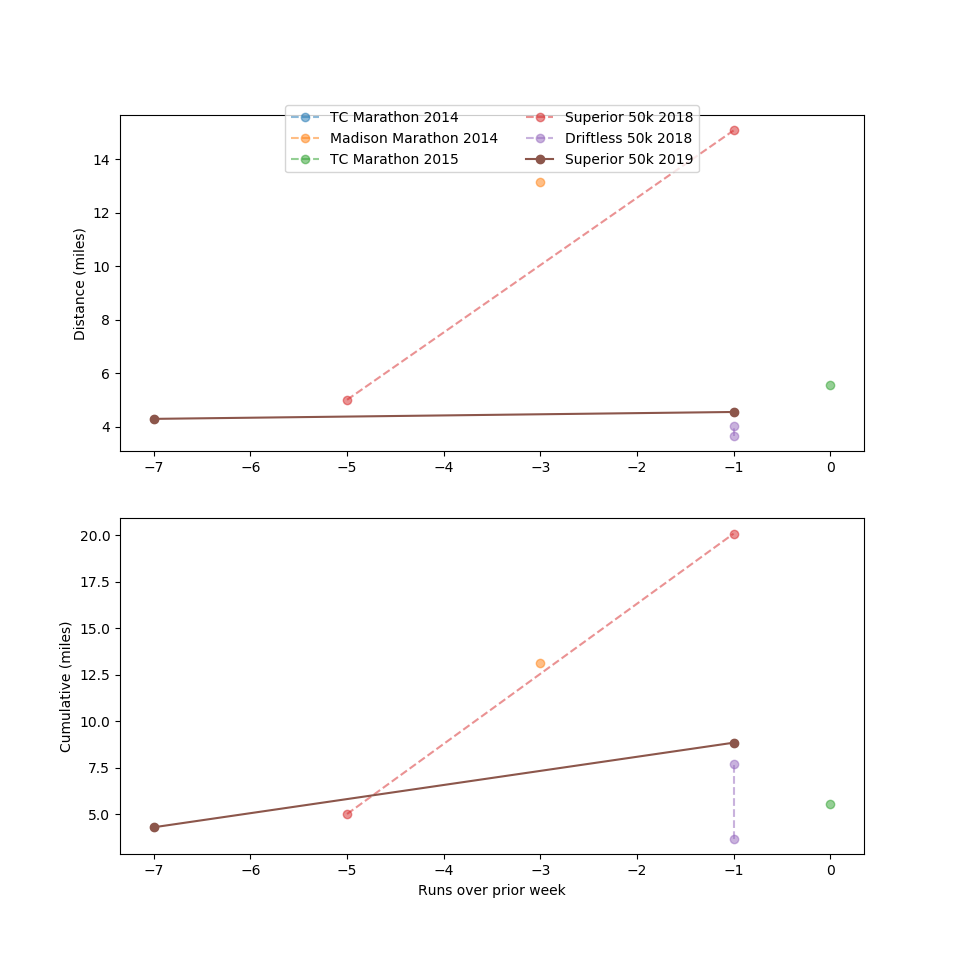 TC Marathon 2014
Madison Marathon 2014
TC Marathon 2015
Superior 50k 2018
Driftless 50k 2018
Superior 50k 2019
Distance (miles)
14
12
10
8
6
4
−7 −6 −5 −4 −3 −2 −1 0
Cumulative (miles)
20.0
17.5
15.0
12.5
10.0
7.5
5.0
−7 −6 −5 −4 −3 −2 −1 0
Runs over prior week